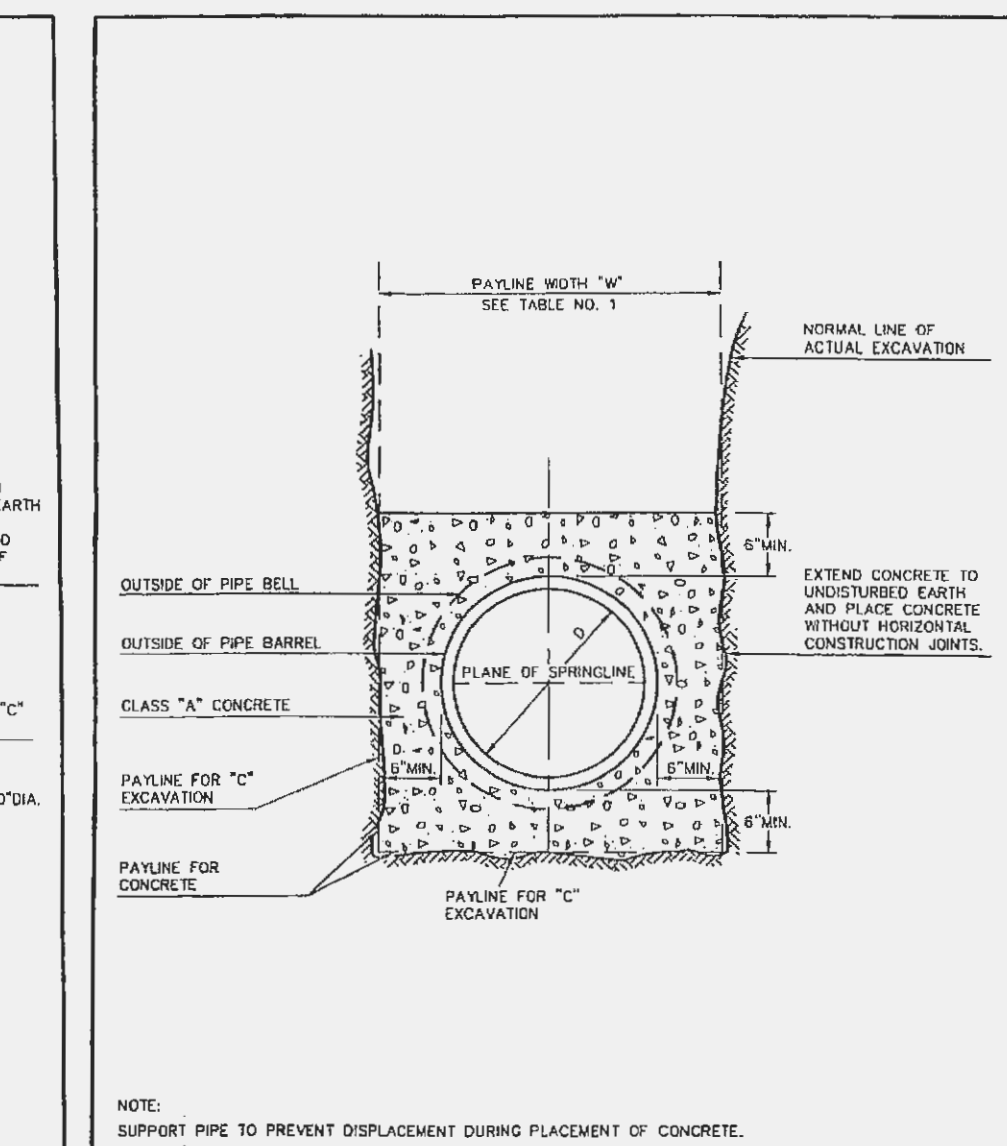 EARTH
"C"
PAYLINE WIDTH "W"
SEE TABLE NO. 1
NORMAL LINE OF
ACTUAL EXCAVATION
6"MIN.
OUTSIDE OF PIPE BELL
EXTEND CONCRETE TO
UNDISTURBED EARTH
AND PLACE CONCRETE
WITHOUT HORIZONTAL
CONSTRUCTION JOINTS.
OUTSIDE OF PIPE BARREL
D
PLANE OF SPRINGLINE
CLASS "A" CONCRETE
6"MIN.
6"MIN.
PAYLINE FOR "C"
EXCAVATION
6"MIN.
PAYLINE FOR
CONCRETE
PAYLINE FOR "C"
EXCAVATION
NOTE:
SUPPORT PIPE TO PREVENT DISPLACEMENT DURING PLACEMENT OF CONCRETE.